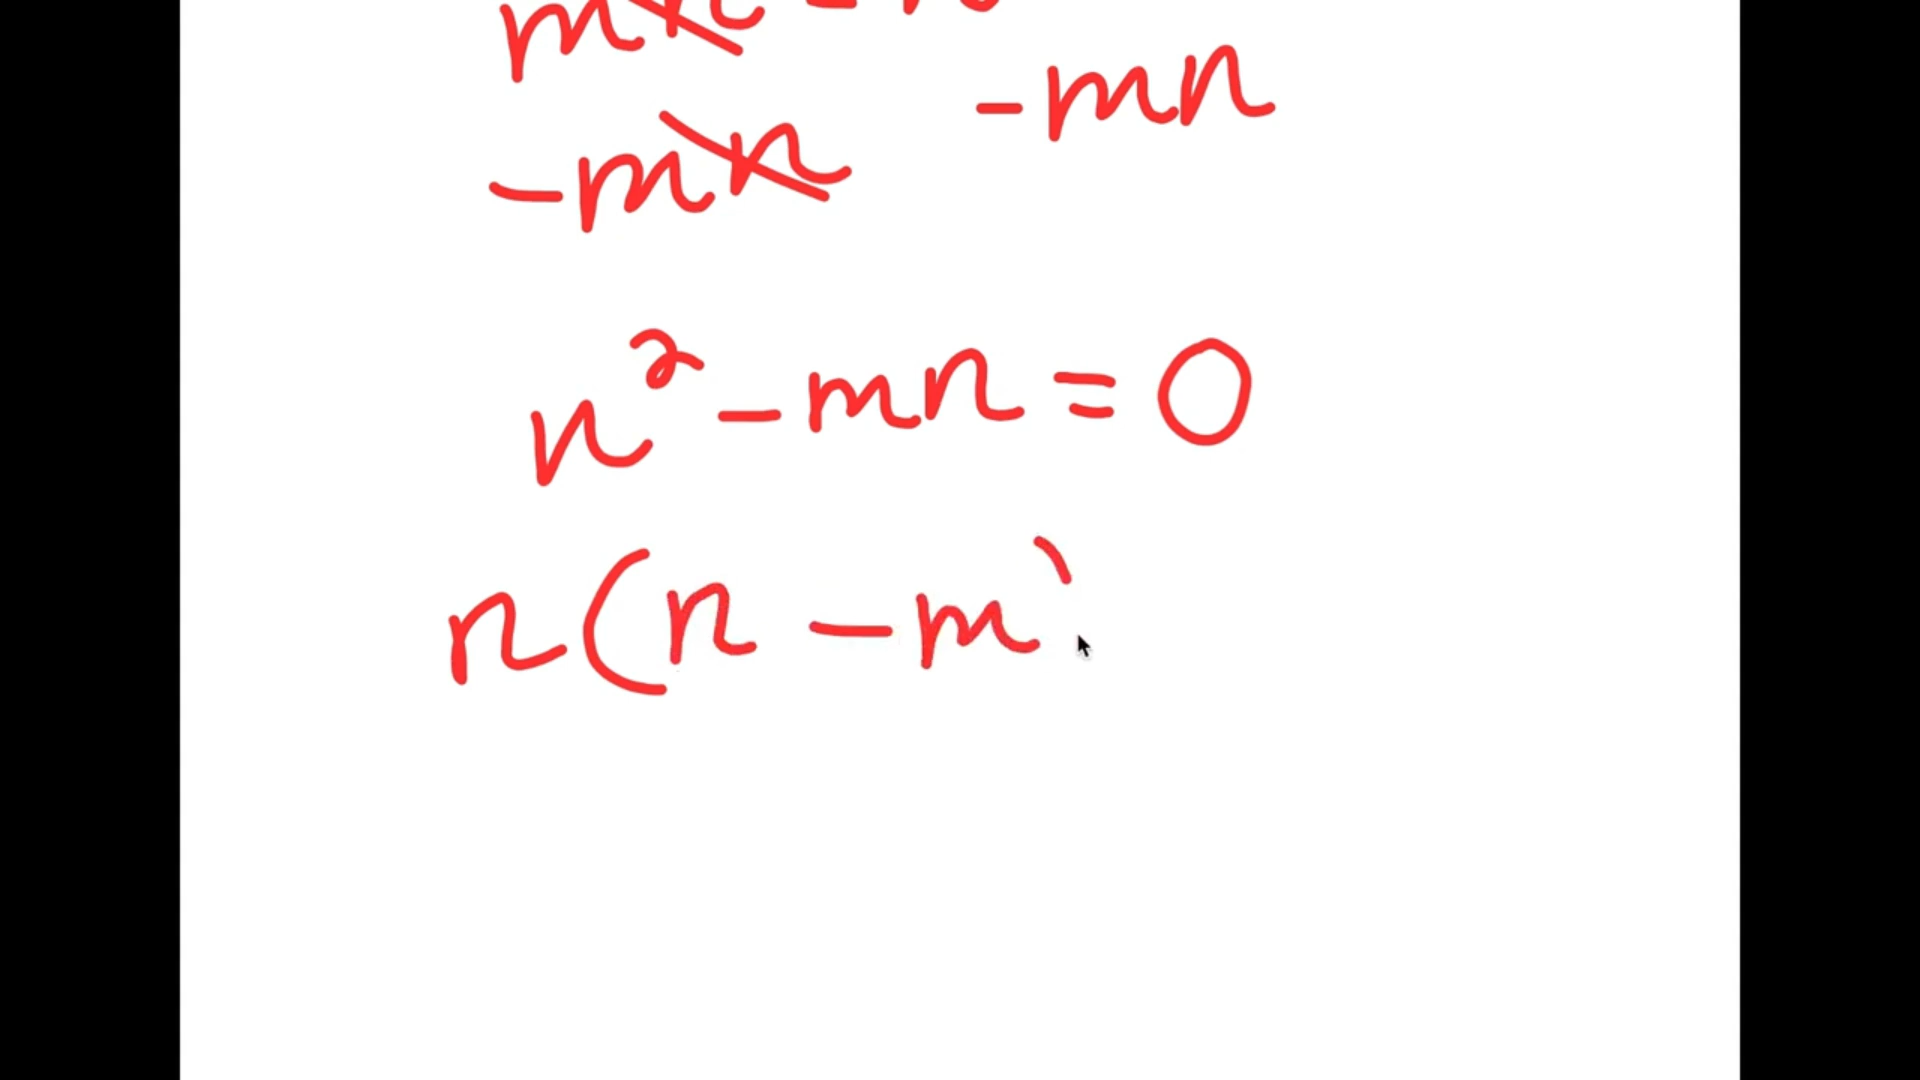 - mn
- mn
n² - mn = 0
n(n - m)